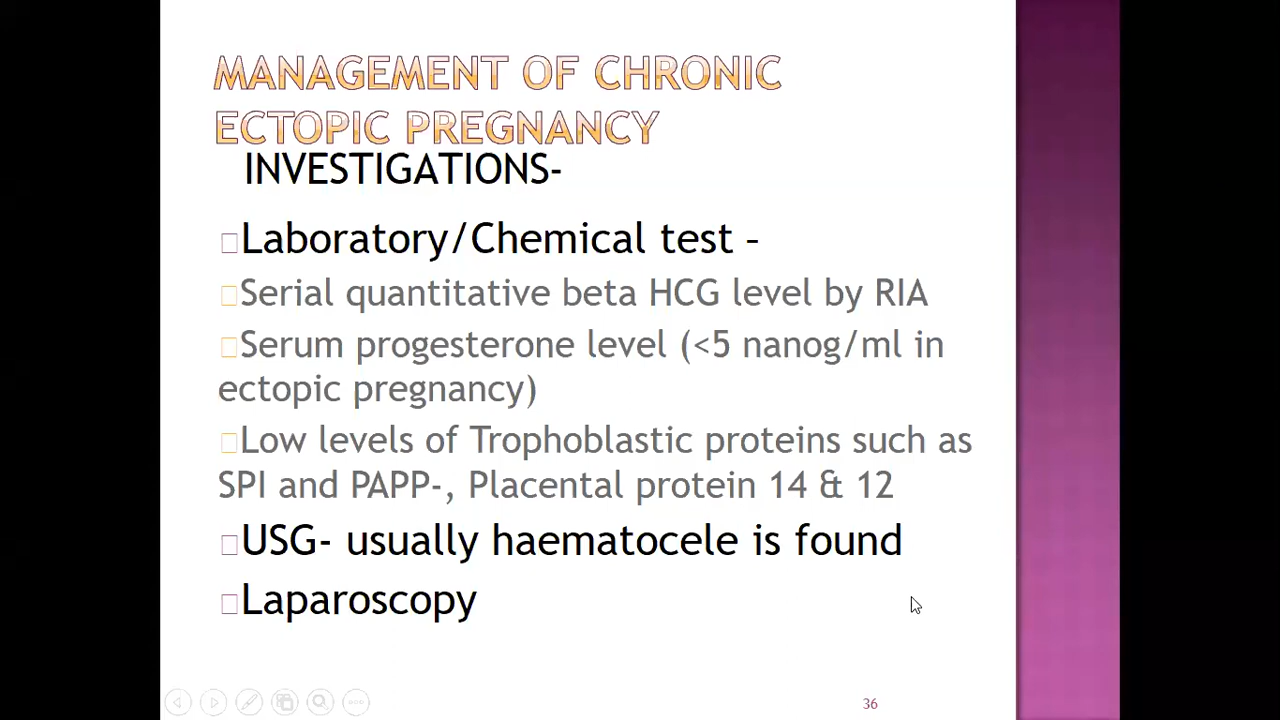 MANAGEMENT OF CHRONIC
ECTOPIC PREGNANCY
INVESTIGATIONS-
Laboratory/Chemical test –
Serial quantitative beta HCG level by RIA
Serum progesterone level (<5 nanog/ml in
ectopic pregnancy)
Low levels of Trophoblastic proteins such as
SPI and PAPP-, Placental protein 14 & 12
USG- usually haematocele is found
Laparoscopy
36